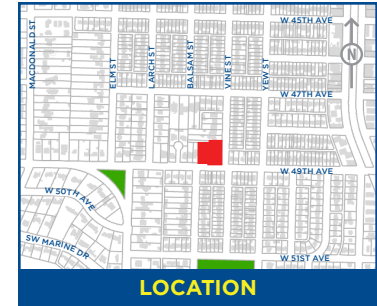 W 45TH AVE
MACDONALD ST
ELM ST
LARCH ST
BALSAM ST
VINE ST
YEW ST
N
W 47TH AVE
W 49TH AVE
W 50TH AVE
SW MARINE DR
W 51ST AVE
LOCATION